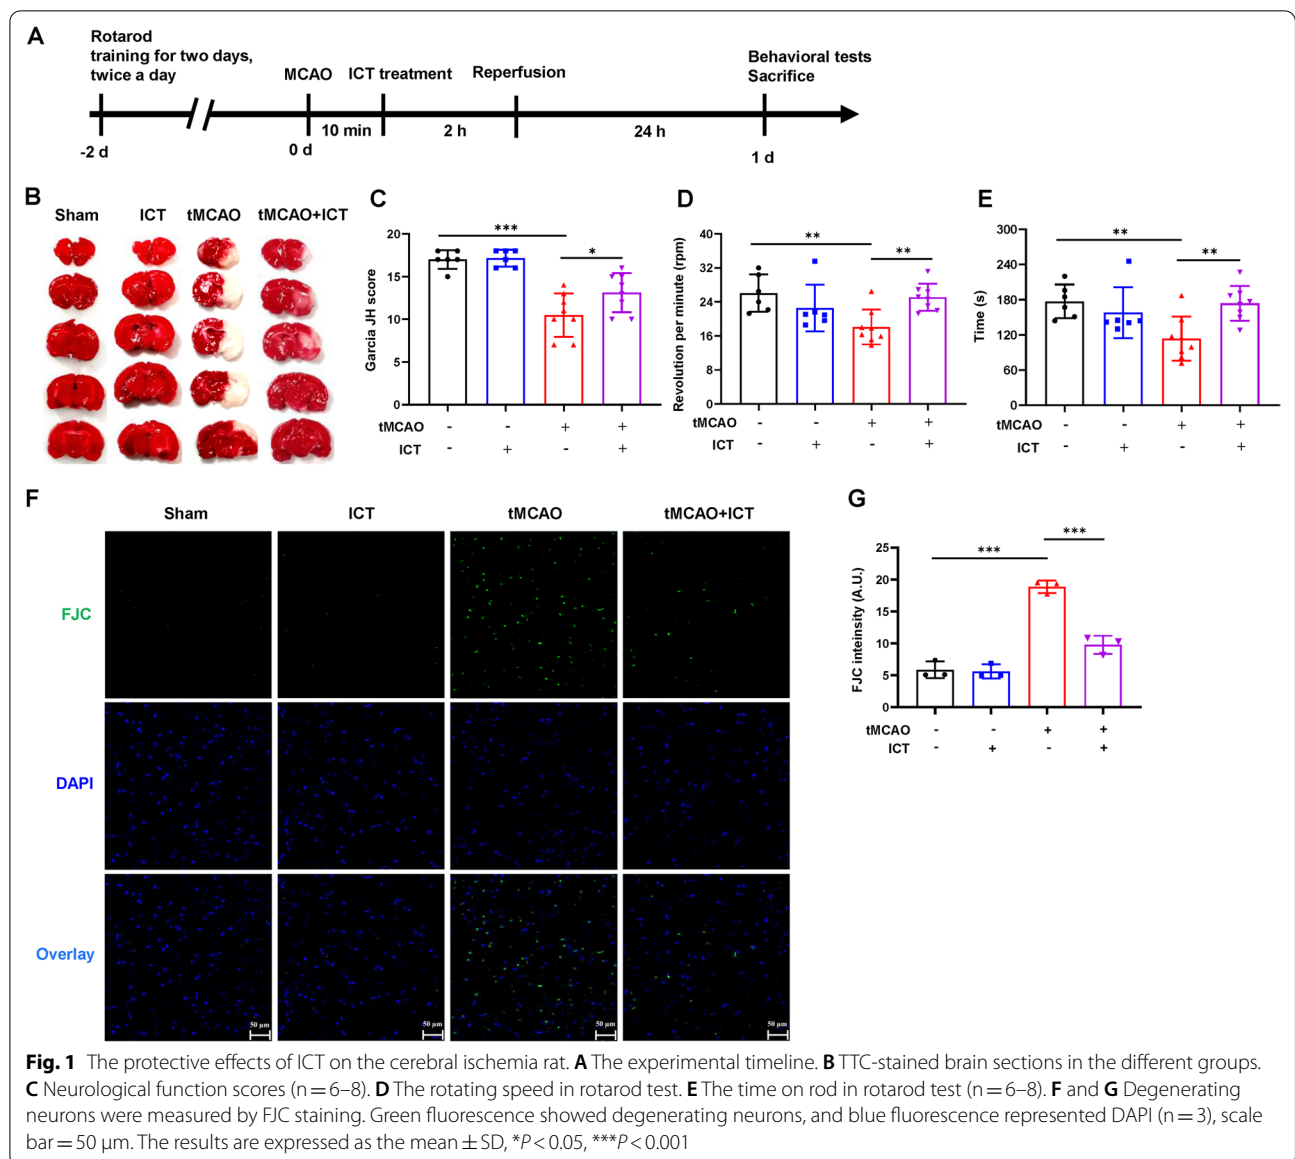 A
Rotarod
training for two days,
twice a day
MCAO ICT treatment Reperfusion
Behavioral tests
Sacrifice
10 min 2 h 24 h
-2 d 0 d 1 d
B
Sham ICT tMCAO tMCAO+ICT
C
Garcia JH score
20
15
10
5
0
***
*
tMCAO - - + +
ICT - + - +
D
Revolution per minute (rpm)
40
32
24
16
8
0
**
**
tMCAO - - + +
ICT - + - +
E
Time (s)
300
240
180
120
60
0
**
**
tMCAO - - + +
ICT - + - +
F
Sham ICT tMCAO tMCAO+ICT
FJC
DAPI
Overlay
50 μm 50 μm 50 μm 50 μm
G
FJC inteinsity (A.U.)
25
20
15
10
5
0
***
***
tMCAO - - + +
ICT - + - +
Fig. 1 The protective effects of ICT on the cerebral ischemia rat. A The experimental timeline. B TTC-stained brain sections in the different groups.
C Neurological function scores (n = 6–8). D The rotating speed in rotarod test. E The time on rod in rotarod test (n = 6–8). F and G Degenerating
neurons were measured by FJC staining. Green fluorescence showed degenerating neurons, and blue fluorescence represented DAPI (n = 3), scale
bar = 50 μm. The results are expressed as the mean ± SD, *P < 0.05, ***P < 0.001